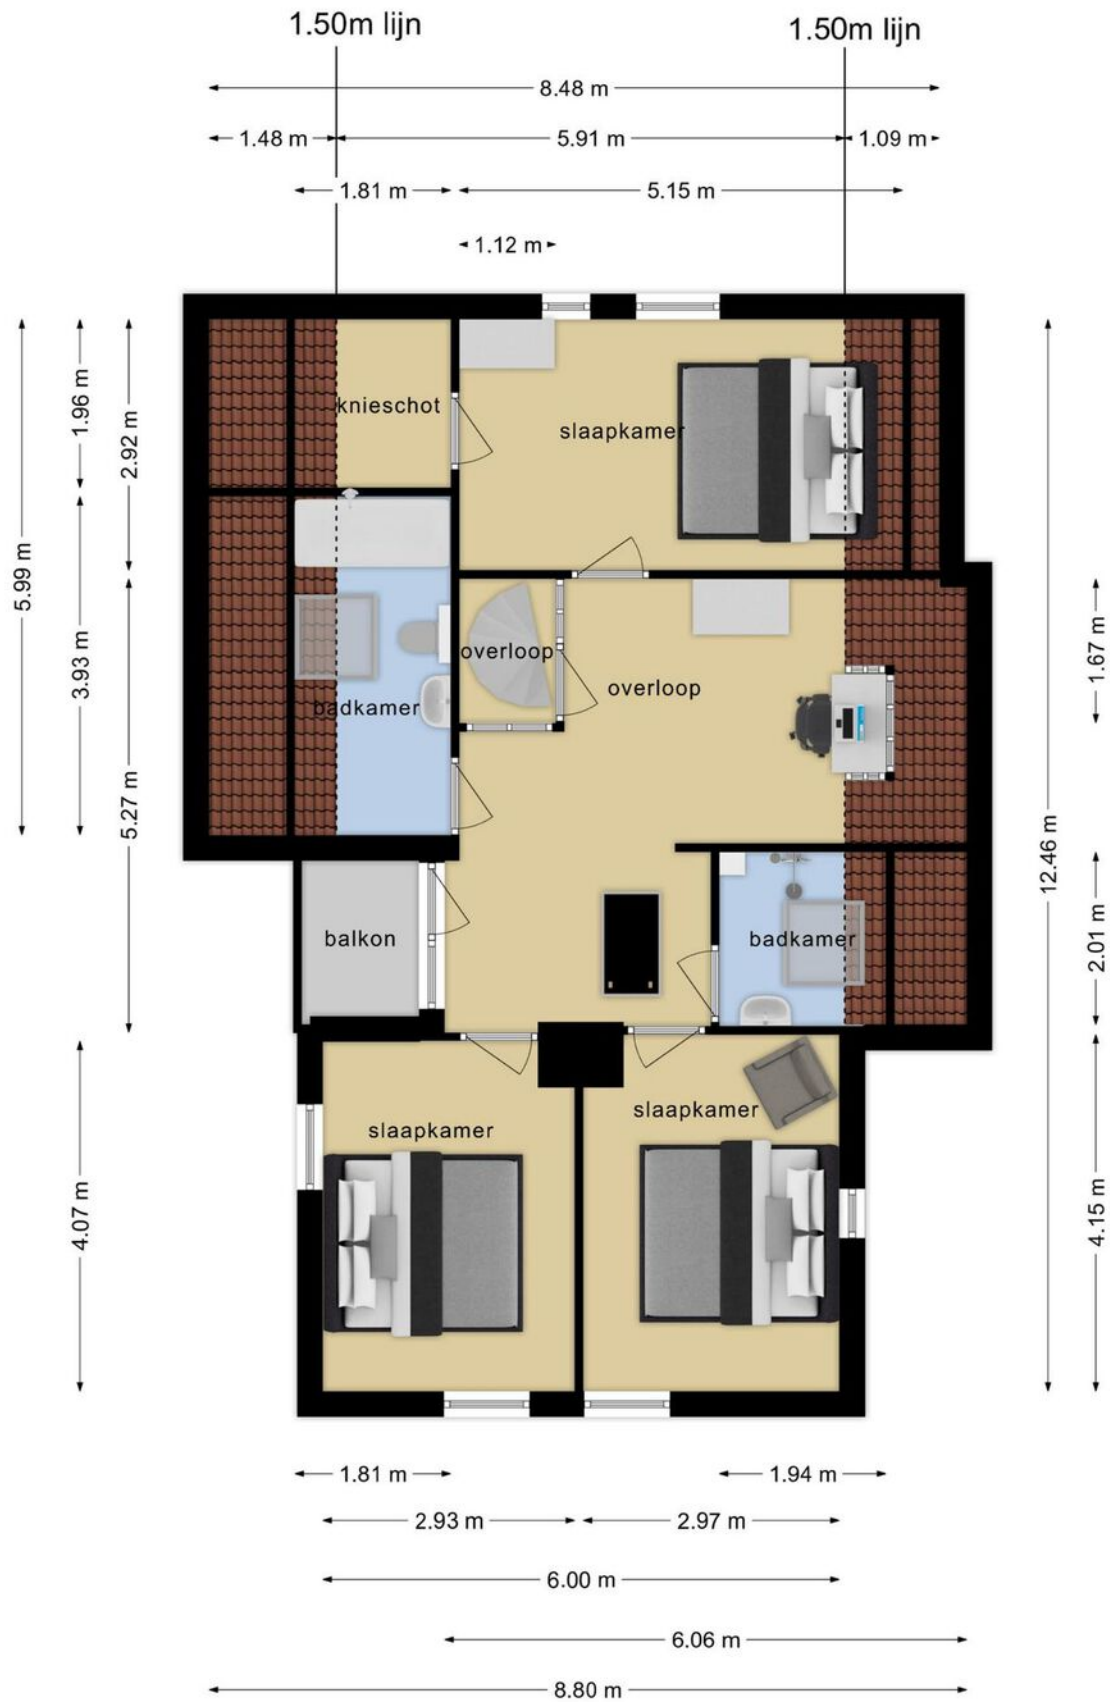 1.50m lijn
1.50m lijn
8.48 m
1.48 m
5.91 m
1.09 m
1.81 m
5.15 m
1.12 m
5.99 m
1.96 m
2.92 m
3.93 m
5.27 m
4.07 m
knieschot
slaapkamer
overloop
overloop
badkamer
balkon
badkamer
slaapkamer
slaapkamer
1.67 m
12.46 m
2.01 m
4.15 m
1.81 m
1.94 m
2.93 m
2.97 m
6.00 m
6.06 m
8.80 m